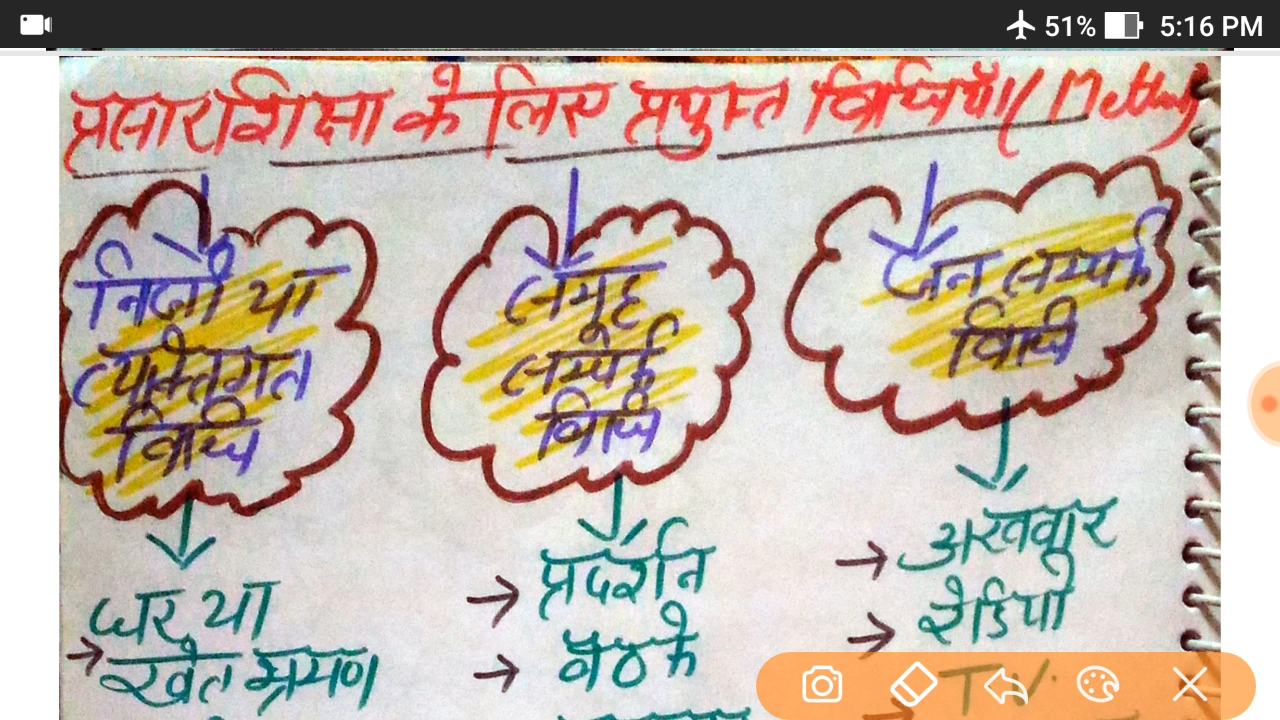 51% 5:16 PM
प्रसार शिक्षा के लिए प्रयुक्त विधियाँ (Methods)
निजी या
व्यक्तिगत
विधि
समूह
सम्पर्क
विधि
जन सम्पर्क
विधि
घर या
→ खेत भ्रमण
→ प्रदर्शन
→ बैठकें
→ अखबार
→ रेडियो
→ T.V.